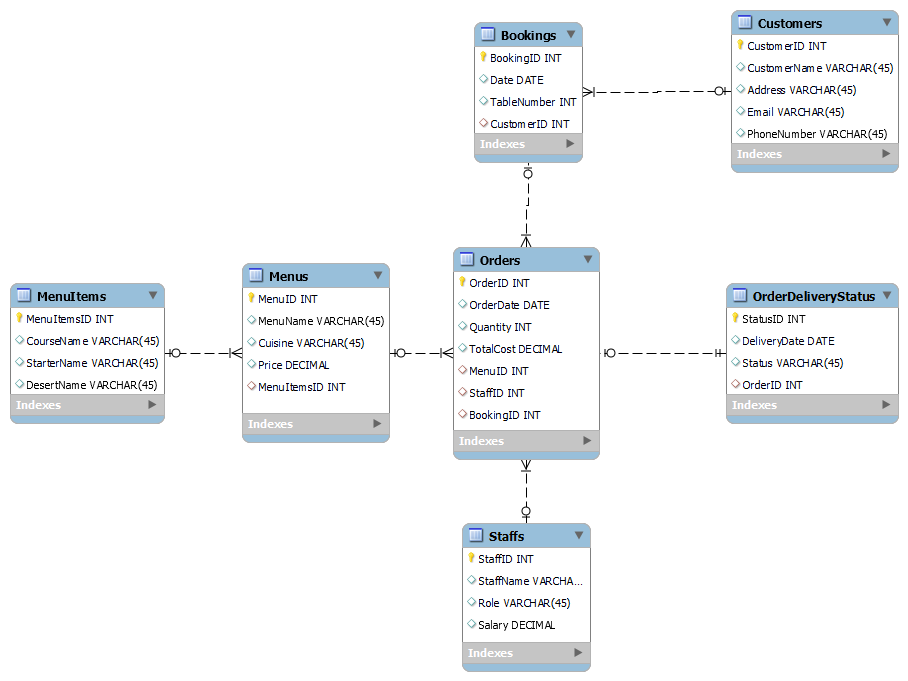 Bookings
BookingID INT
Date DATE
TableNumber INT
CustomerID INT
Indexes
Customers
CustomerID INT
CustomerName VARCHAR(45)
Address VARCHAR(45)
Email VARCHAR(45)
PhoneNumber VARCHAR(45)
Indexes
MenuItems
MenuItemsID INT
CourseName VARCHAR(45)
StarterName VARCHAR(45)
DesertName VARCHAR(45)
Indexes
Menus
MenuID INT
MenuName VARCHAR(45)
Cuisine VARCHAR(45)
Price DECIMAL
MenuItemsID INT
Indexes
Orders
OrderID INT
OrderDate DATE
Quantity INT
TotalCost DECIMAL
MenuID INT
StaffID INT
BookingID INT
Indexes
OrderDeliveryStatus
StatusID INT
DeliveryDate DATE
Status VARCHAR(45)
OrderID INT
Indexes
Staffs
StaffID INT
StaffName VARCHA...
Role VARCHAR(45)
Salary DECIMAL
Indexes